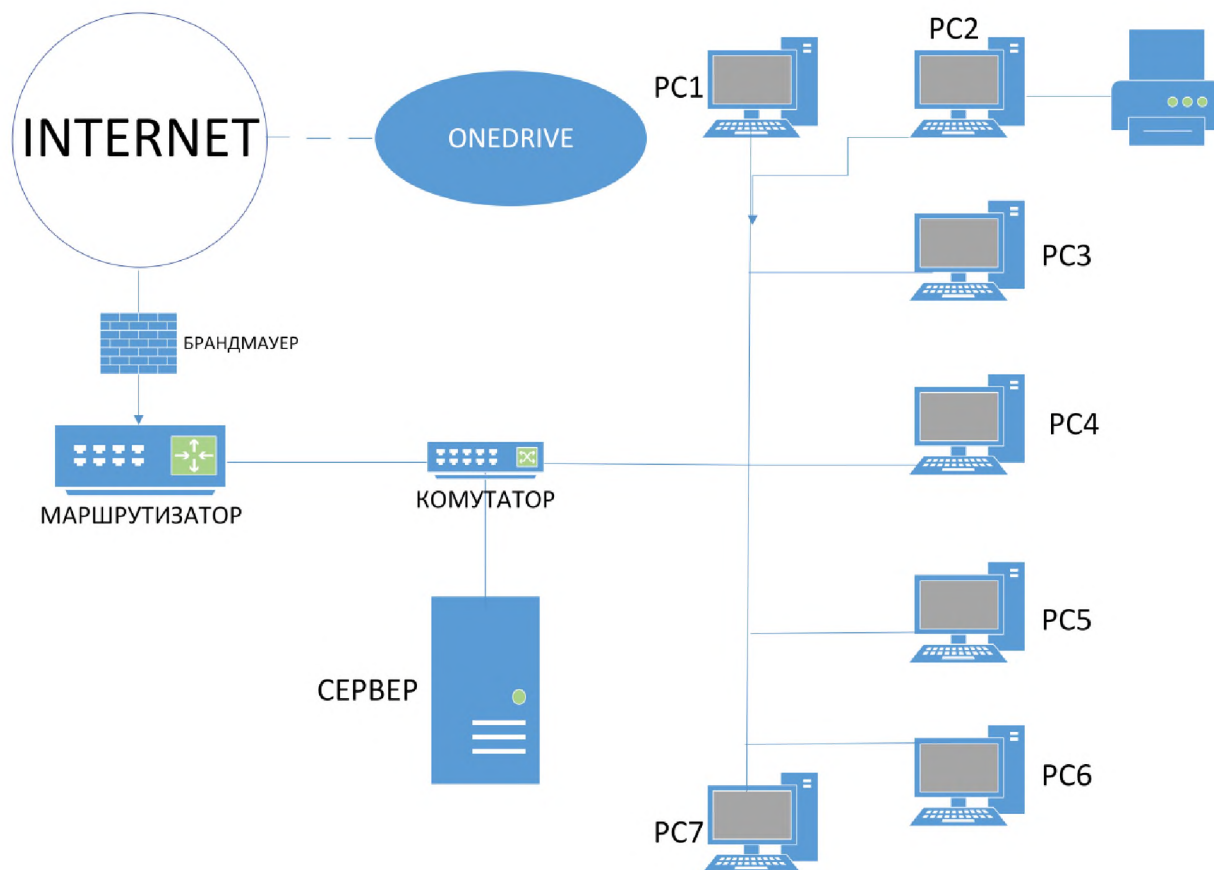 INTERNET
ONEDRIVE
PC1
PC2
PC3
БРАНДМАУЕР
PC4
МАРШРУТИЗАТОР
КОМУТАТОР
PC5
СЕРВЕР
PC6
PC7